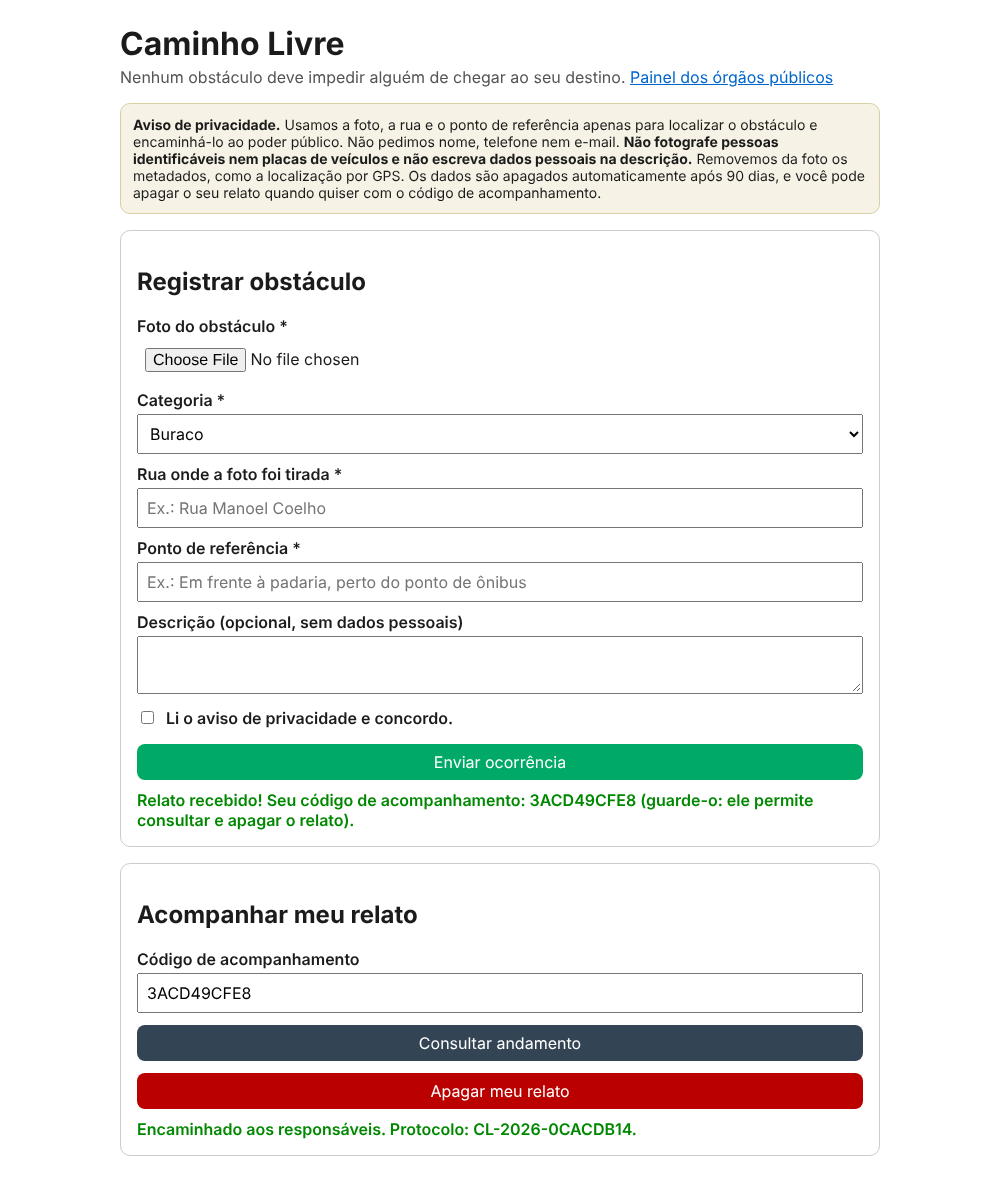 Caminho Livre
Nenhum obstáculo deve impedir alguém de chegar ao seu destino. Painel dos órgãos públicos
Aviso de privacidade. Usamos a foto, a rua e o ponto de referência apenas para localizar o obstáculo e
encaminhá-lo ao poder público. Não pedimos nome, telefone nem e-mail. Não fotografe pessoas
identificáveis nem placas de veículos e não escreva dados pessoais na descrição. Removemos da foto os
metadados, como a localização por GPS. Os dados são apagados automaticamente após 90 dias, e você pode
apagar o seu relato quando quiser com o código de acompanhamento.
Registrar obstáculo
Foto do obstáculo *
Choose File No file chosen
Categoria *
Buraco
Rua onde a foto foi tirada *
Ex.: Rua Manoel Coelho
Ponto de referência *
Ex.: Em frente à padaria, perto do ponto de ônibus
Descrição (opcional, sem dados pessoais)
Li o aviso de privacidade e concordo.
Enviar ocorrência
Relato recebido! Seu código de acompanhamento: 3ACD49CFE8 (guarde-o: ele permite
consultar e apagar o relato).
Acompanhar meu relato
Código de acompanhamento
3ACD49CFE8
Consultar andamento
Apagar meu relato
Encaminhado aos responsáveis. Protocolo: CL-2026-0CACDB14.